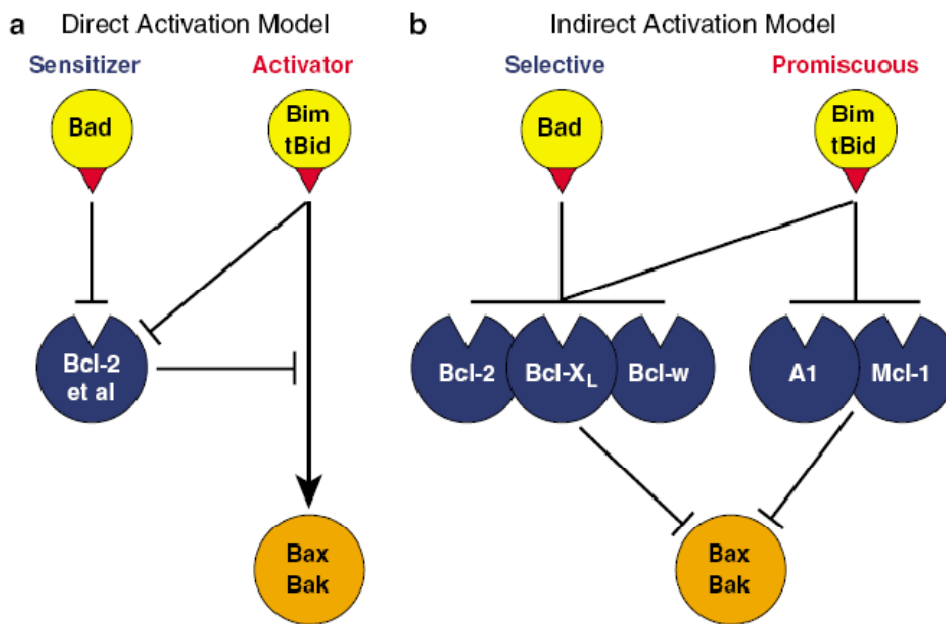 a Direct Activation Model
Sensitizer Activator
Bad
Bim
tBid
Bcl-2
et al
Bax
Bak
b Indirect Activation Model
Selective Promiscuous
Bad
Bim
tBid
Bcl-2 Bcl-XL Bcl-w
A1 Mcl-1
Bax
Bak